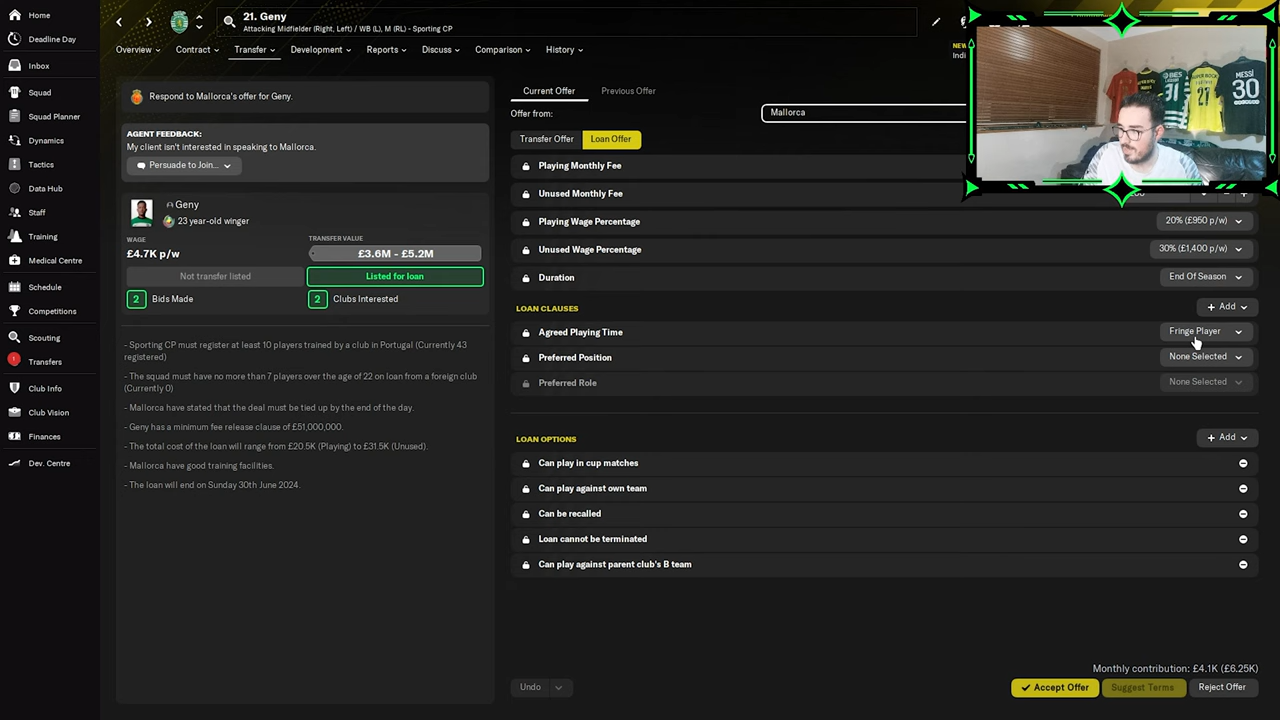 Home
Deadline Day
Inbox
Squad
Squad Planner
Dynamics
Tactics
Data Hub
Staff
Training
Medical Centre
Schedule
Competitions
Scouting
Transfers
Club Info
Club Vision
Finances
Dev. Centre
21. Geny
Attacking Midfielder (Right, Left) / WB (L), M (RL) - Sporting CP
Overview
Contract
Transfer
Development
Reports
Discuss
Comparison
History
NEW
Indi
Respond to Mallorca's offer for Geny.
AGENT FEEDBACK:
My client isn't interested in speaking to Mallorca.
Persuade to Join...
Geny
23 year-old winger
WAGE
£4.7K p/w
TRANSFER VALUE
£3.6M - £5.2M
Not transfer listed
Listed for loan
2 Bids Made
2 Clubs Interested
- Sporting CP must register at least 10 players trained by a club in Portugal (Currently 43
registered)
- The squad must have no more than 7 players over the age of 22 on loan from a foreign club
(Currently 0)
- Mallorca have stated that the deal must be tied up by the end of the day.
- Geny has a minimum fee release clause of £51,000,000.
- The total cost of the loan will range from £20.5K (Playing) to £31.5K (Unused).
- Mallorca have good training facilities.
- The loan will end on Sunday 30th June 2024.
Current Offer
Previous Offer
Offer from:
Mallorca
Transfer Offer
Loan Offer
Playing Monthly Fee
Unused Monthly Fee
Playing Wage Percentage
20% (£950 p/w)
Unused Wage Percentage
30% (£1,400 p/w)
Duration
End Of Season
LOAN CLAUSES
+ Add
Agreed Playing Time
Fringe Player
Preferred Position
None Selected
Preferred Role
None Selected
LOAN OPTIONS
+ Add
Can play in cup matches
Can play against own team
Can be recalled
Loan cannot be terminated
Can play against parent club's B team
Monthly contribution: £4.1K (£6.25K)
Undo
Accept Offer
Suggest Terms
Reject Offer
SUPER BOCK
27
31
MESSI
30